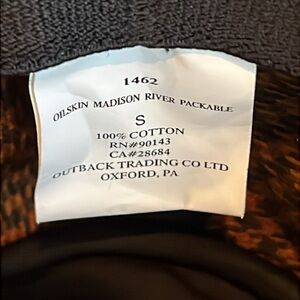 1462
OILSKIN MADISON RIVER PACKABLE
S
100% COTTON
RN#90143
CA#28684
OUTBACK TRADING CO LTD
OXFORD, PA